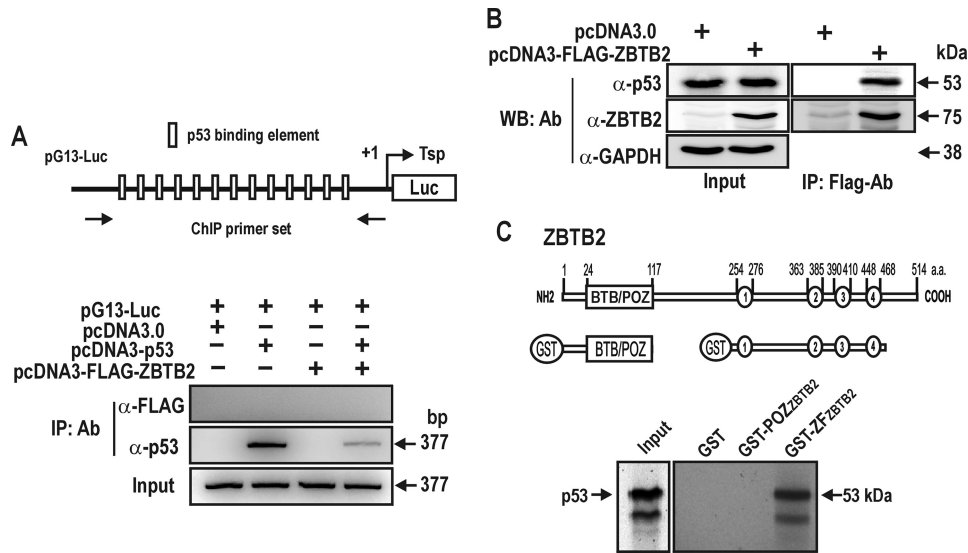 A
p53 binding element
pG13-Luc
+1
Tsp
Luc
ChIP primer set
pG13-Luc + + + +
pcDNA3.0 + − − −
pcDNA3-p53 − + − +
pcDNA3-FLAG-ZBTB2 − − + +
IP: Ab
α-FLAG
bp
α-p53
377
Input
377
B
pcDNA3.0 + +
pcDNA3-FLAG-ZBTB2 + + kDa
WB: Ab
α-p53
53
α-ZBTB2
75
α-GAPDH
38
Input
IP: Flag-Ab
C
ZBTB2
1 24 117 254 276 363 385 390 410 448 468 514 a.a.
NH2 BTB/POZ 1 2 3 4 COOH
GST BTB/POZ GST 1 2 3 4
Input GST GST-POZZBTB2 GST-ZFZBTB2
p53
53 kDa